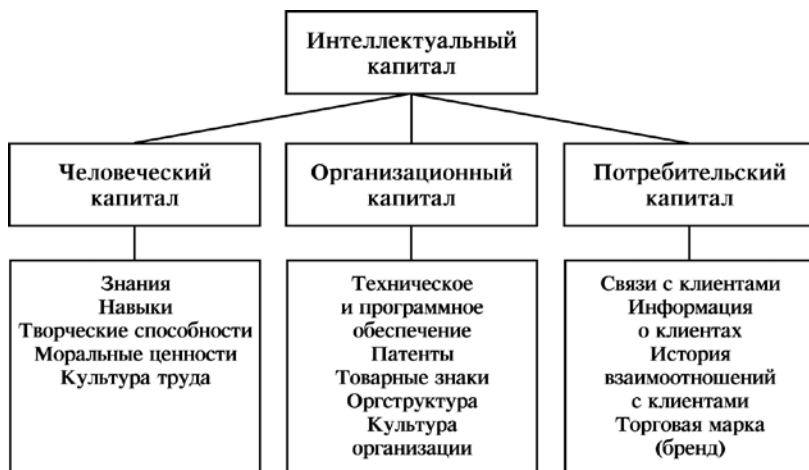 Интеллектуальный
капитал
Человеческий
капитал
Организационный
капитал
Потребительский
капитал
Знания
Навыки
Творческие способности
Моральные ценности
Культура труда
Техническое
и программное
обеспечение
Патенты
Товарные знаки
Оргструктура
Культура
организации
Связи с клиентами
Информация
о клиентах
История
взаимоотношений
с клиентами
Торговая марка
(бренд)